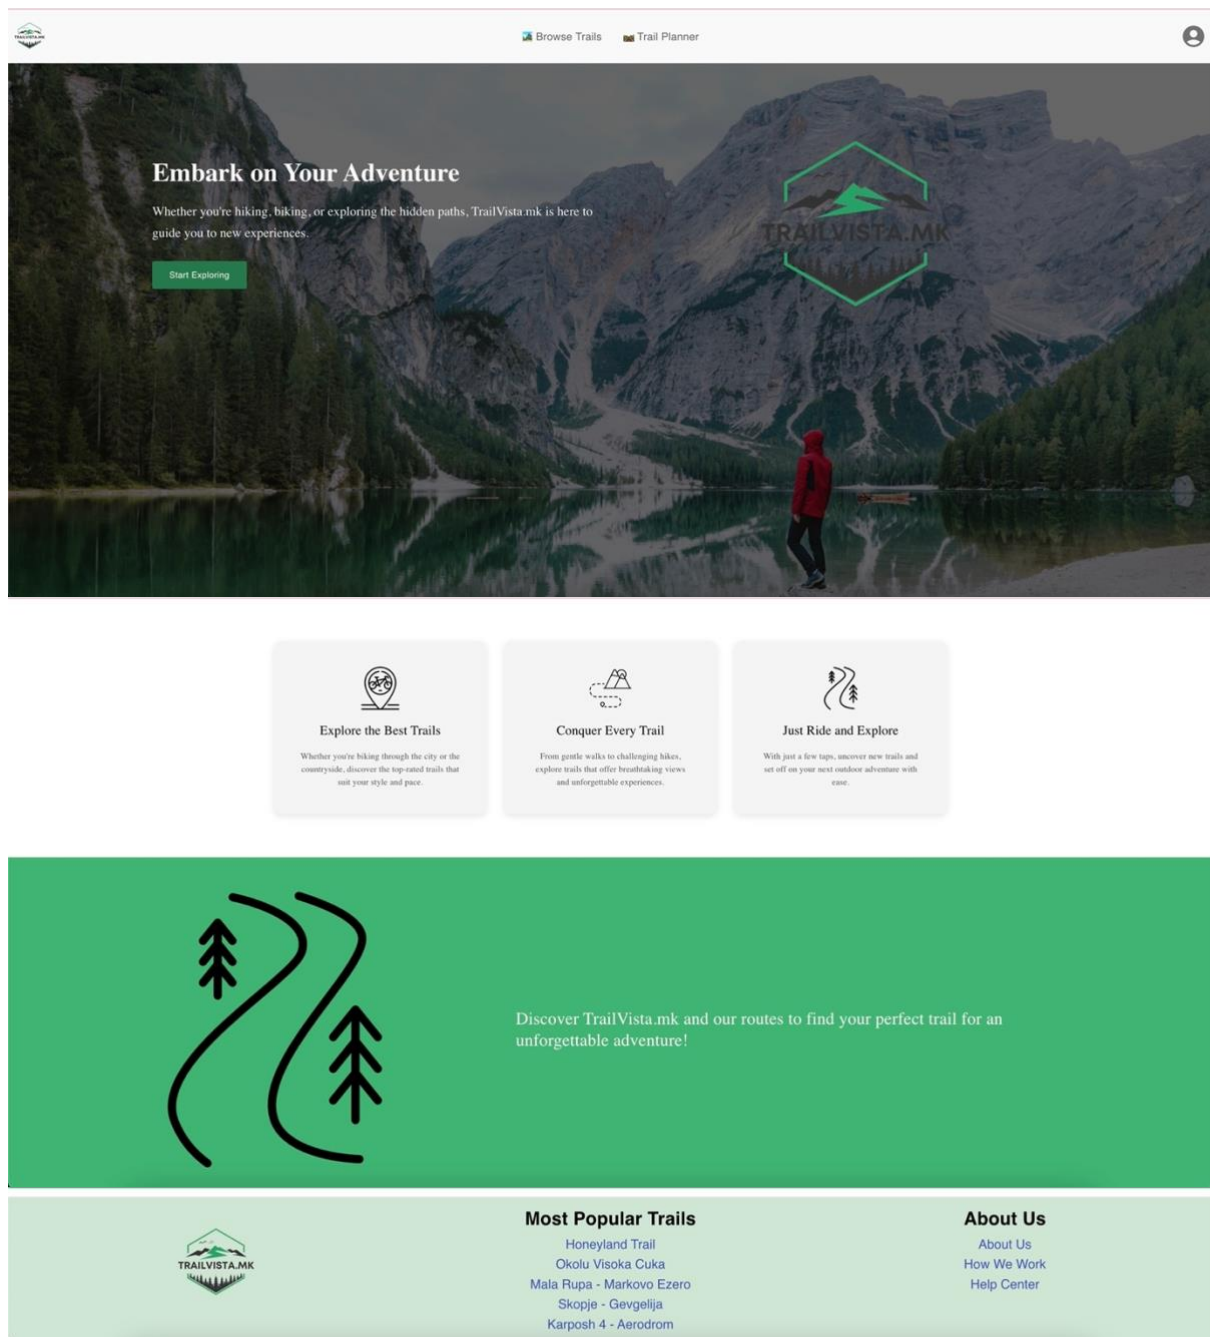 TRAILVISTA.MK
Browse Trails
Trail Planner
Embark on Your Adventure
Whether you're hiking, biking, or exploring the hidden paths, TrailVista.mk is here to
guide you to new experiences.
Start Exploring
TRAILVISTA.MK
Explore the Best Trails
Whether you're biking through the city or the
countryside, discover the top-rated trails that
suit your style and pace.
Conquer Every Trail
From gentle walks to challenging hikes,
explore trails that offer breathtaking views
and unforgettable experiences.
Just Ride and Explore
With just a few taps, uncover new trails and
set off on your next outdoor adventure with
ease.
Discover TrailVista.mk and our routes to find your perfect trail for an
unforgettable adventure!
TRAILVISTA.MK
Most Popular Trails
Honeyland Trail
Okolu Visoka Cuka
Mala Rupa - Markovo Ezero
Skopje - Gevgelija
Karposh 4 - Aerodrom
About Us
About Us
How We Work
Help Center